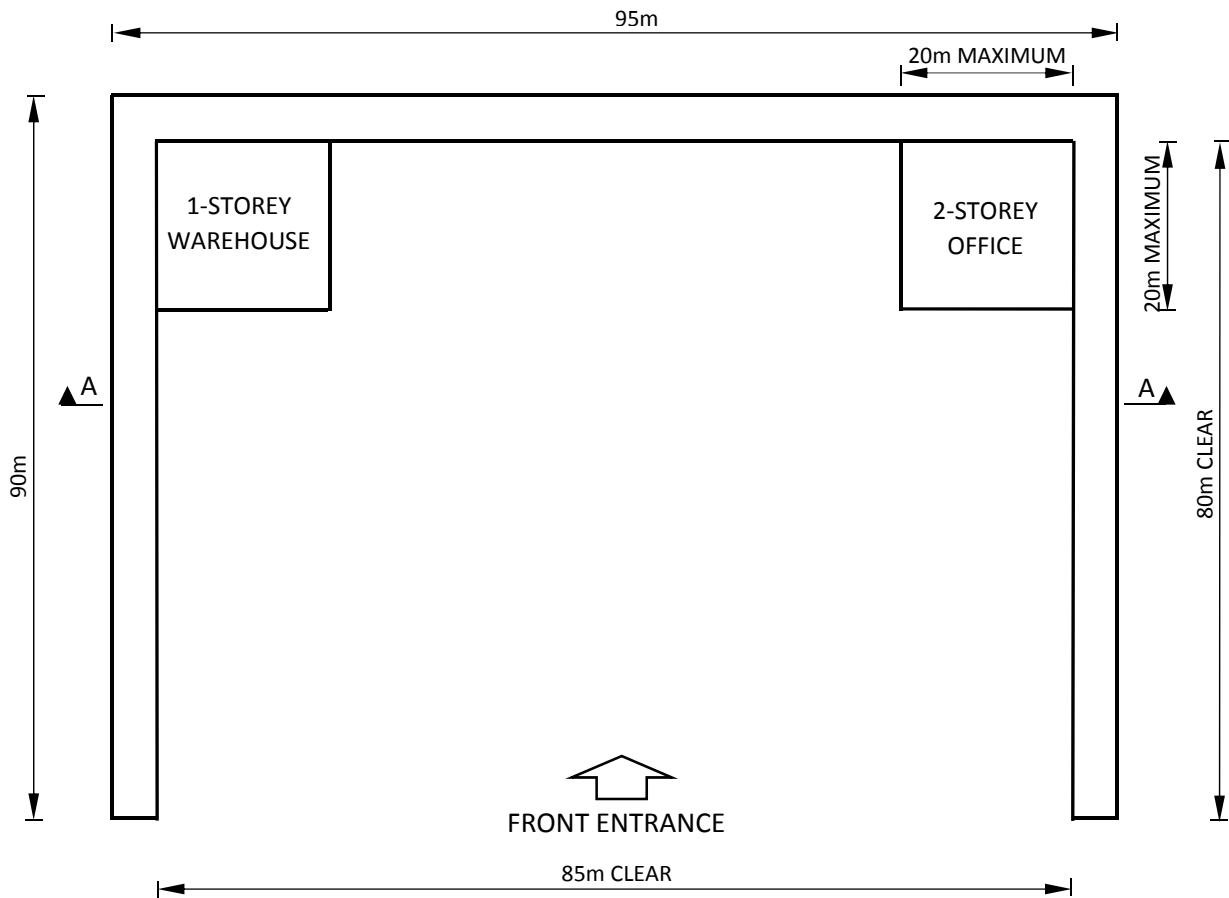 95m
20m MAXIMUM
1-STOREY
WAREHOUSE
2-STOREY
OFFICE
20m MAXIMUM
A
A
90m
80m CLEAR
FRONT ENTRANCE
85m CLEAR